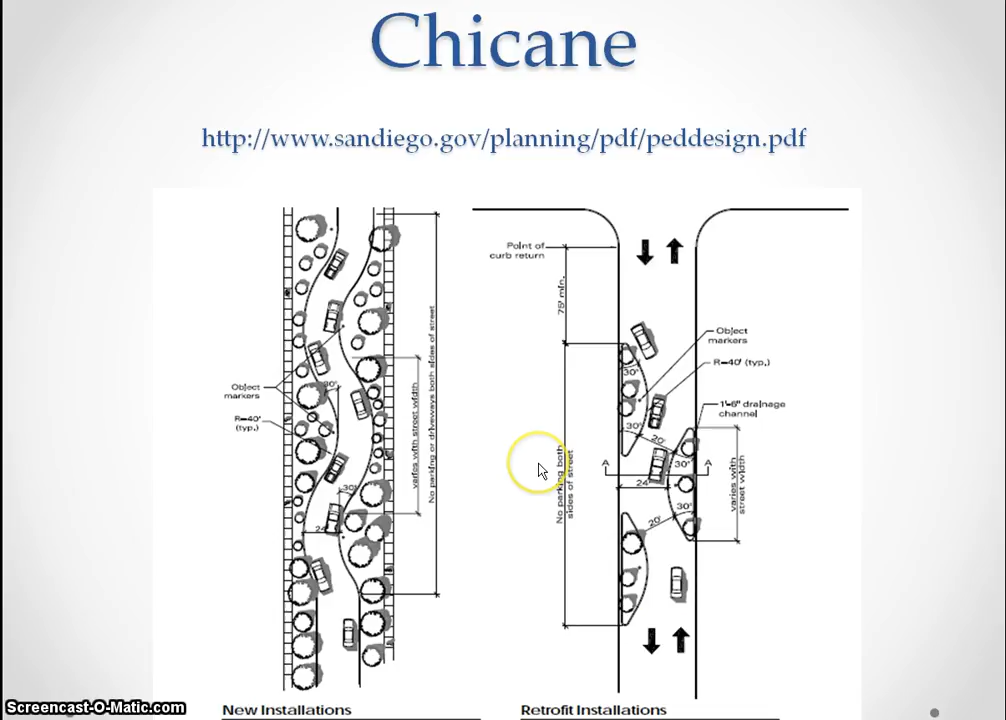 Chicane
http://www.sandiego.gov/planning/pdf/peddesign.pdf
Object
markers
R=40'
(typ.)
30'
30'
24'
varies with street width
No parking or driveways both sides of street
New Installations
Point of
curb return
75' min.
No parking both
sides of street
Object
markers
R=40' (typ.)
1'-6" drainage
channel
30'
30'
20'
30'
A
A
24'
30'
20'
varies with
street width
Retrofit Installations
Screencast-O-Matic.com